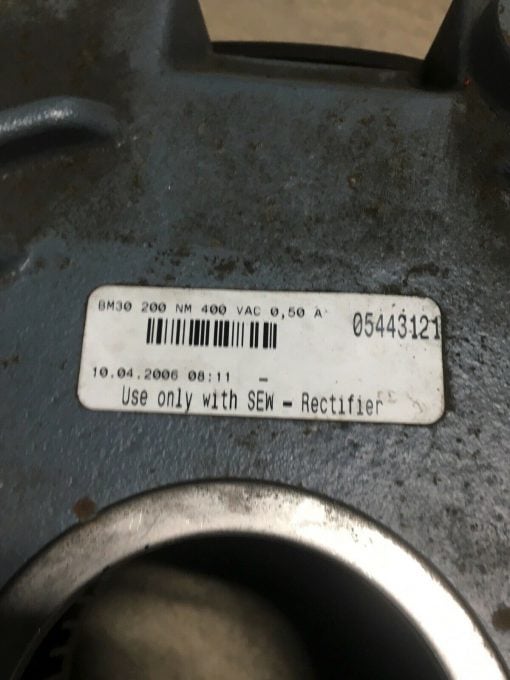 BM30 200 NM 400 VAC 0,50 A
05443121
10.04.2006 08:11 –
Use only with SEW – Rectifier